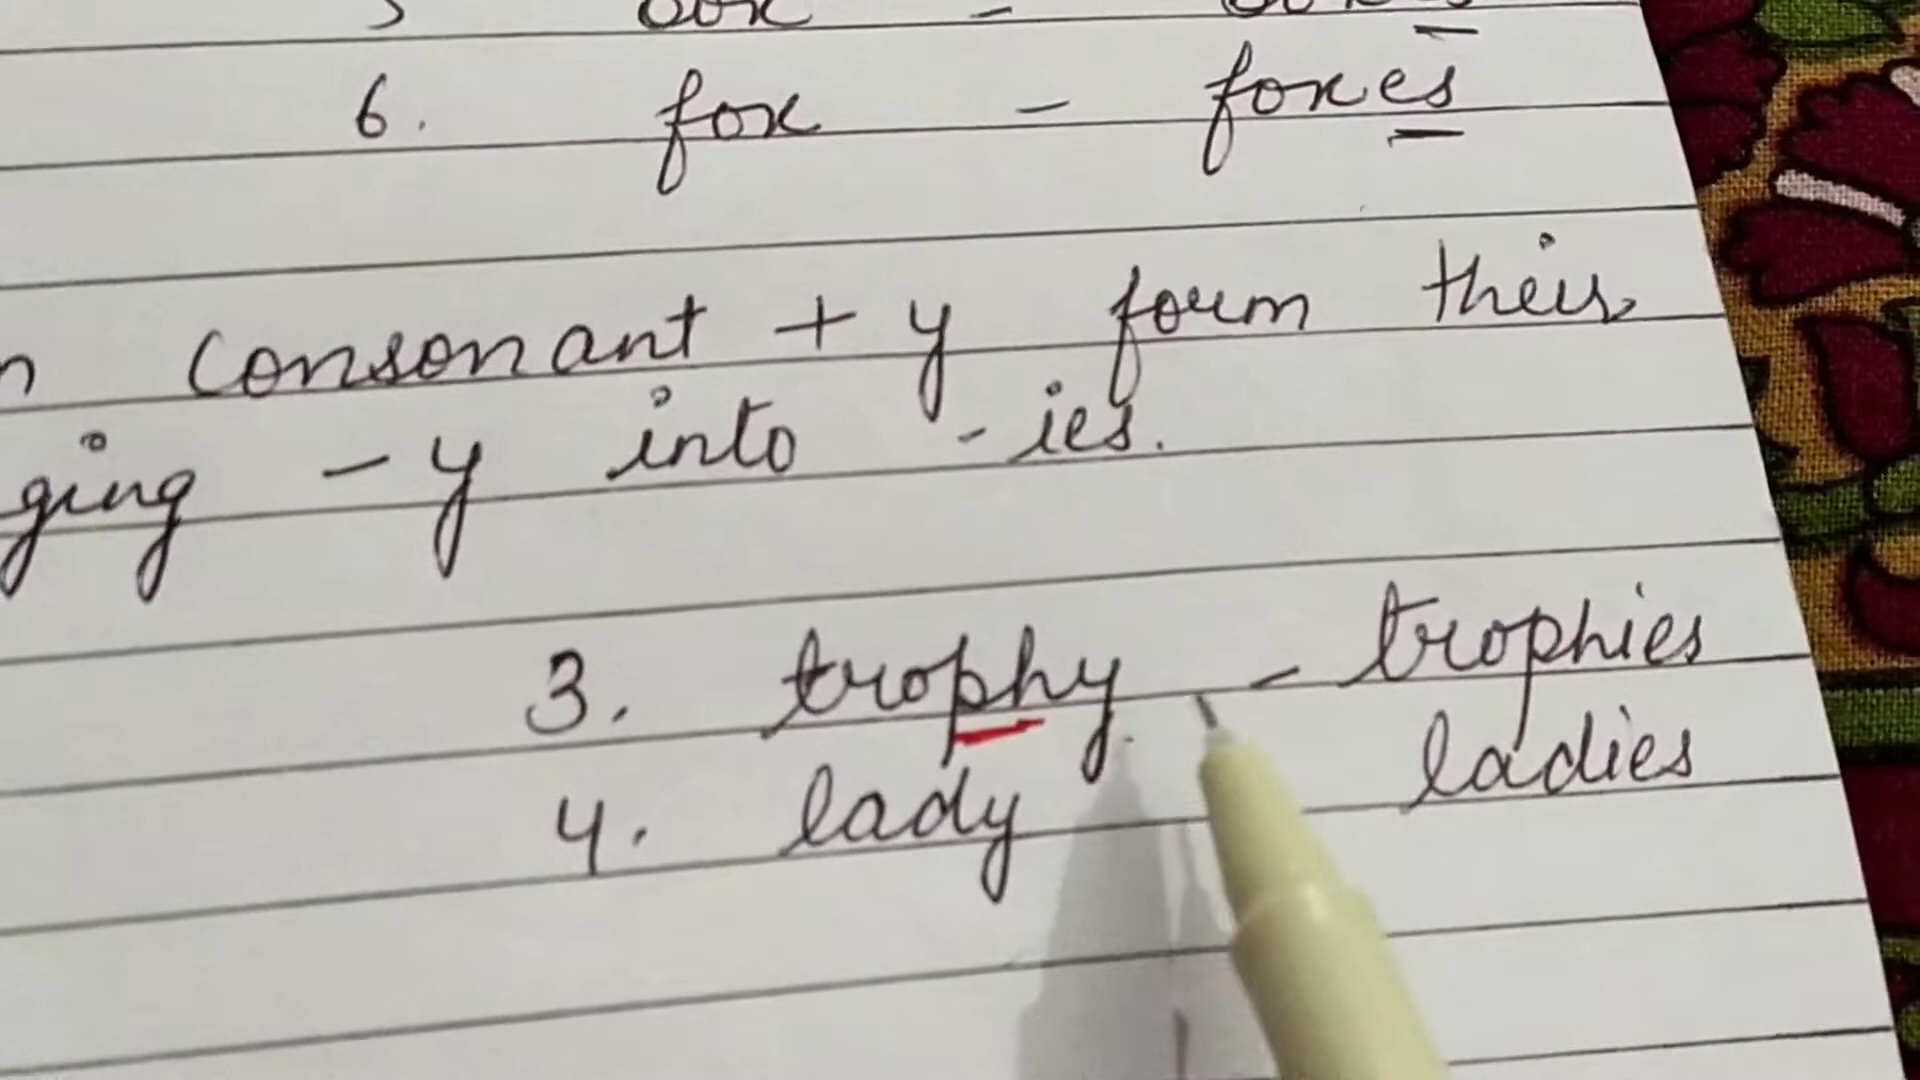 6. fox - foxes
consonant + y form their
ging - y into - ies.
3. trophy - trophies
4. lady ladies